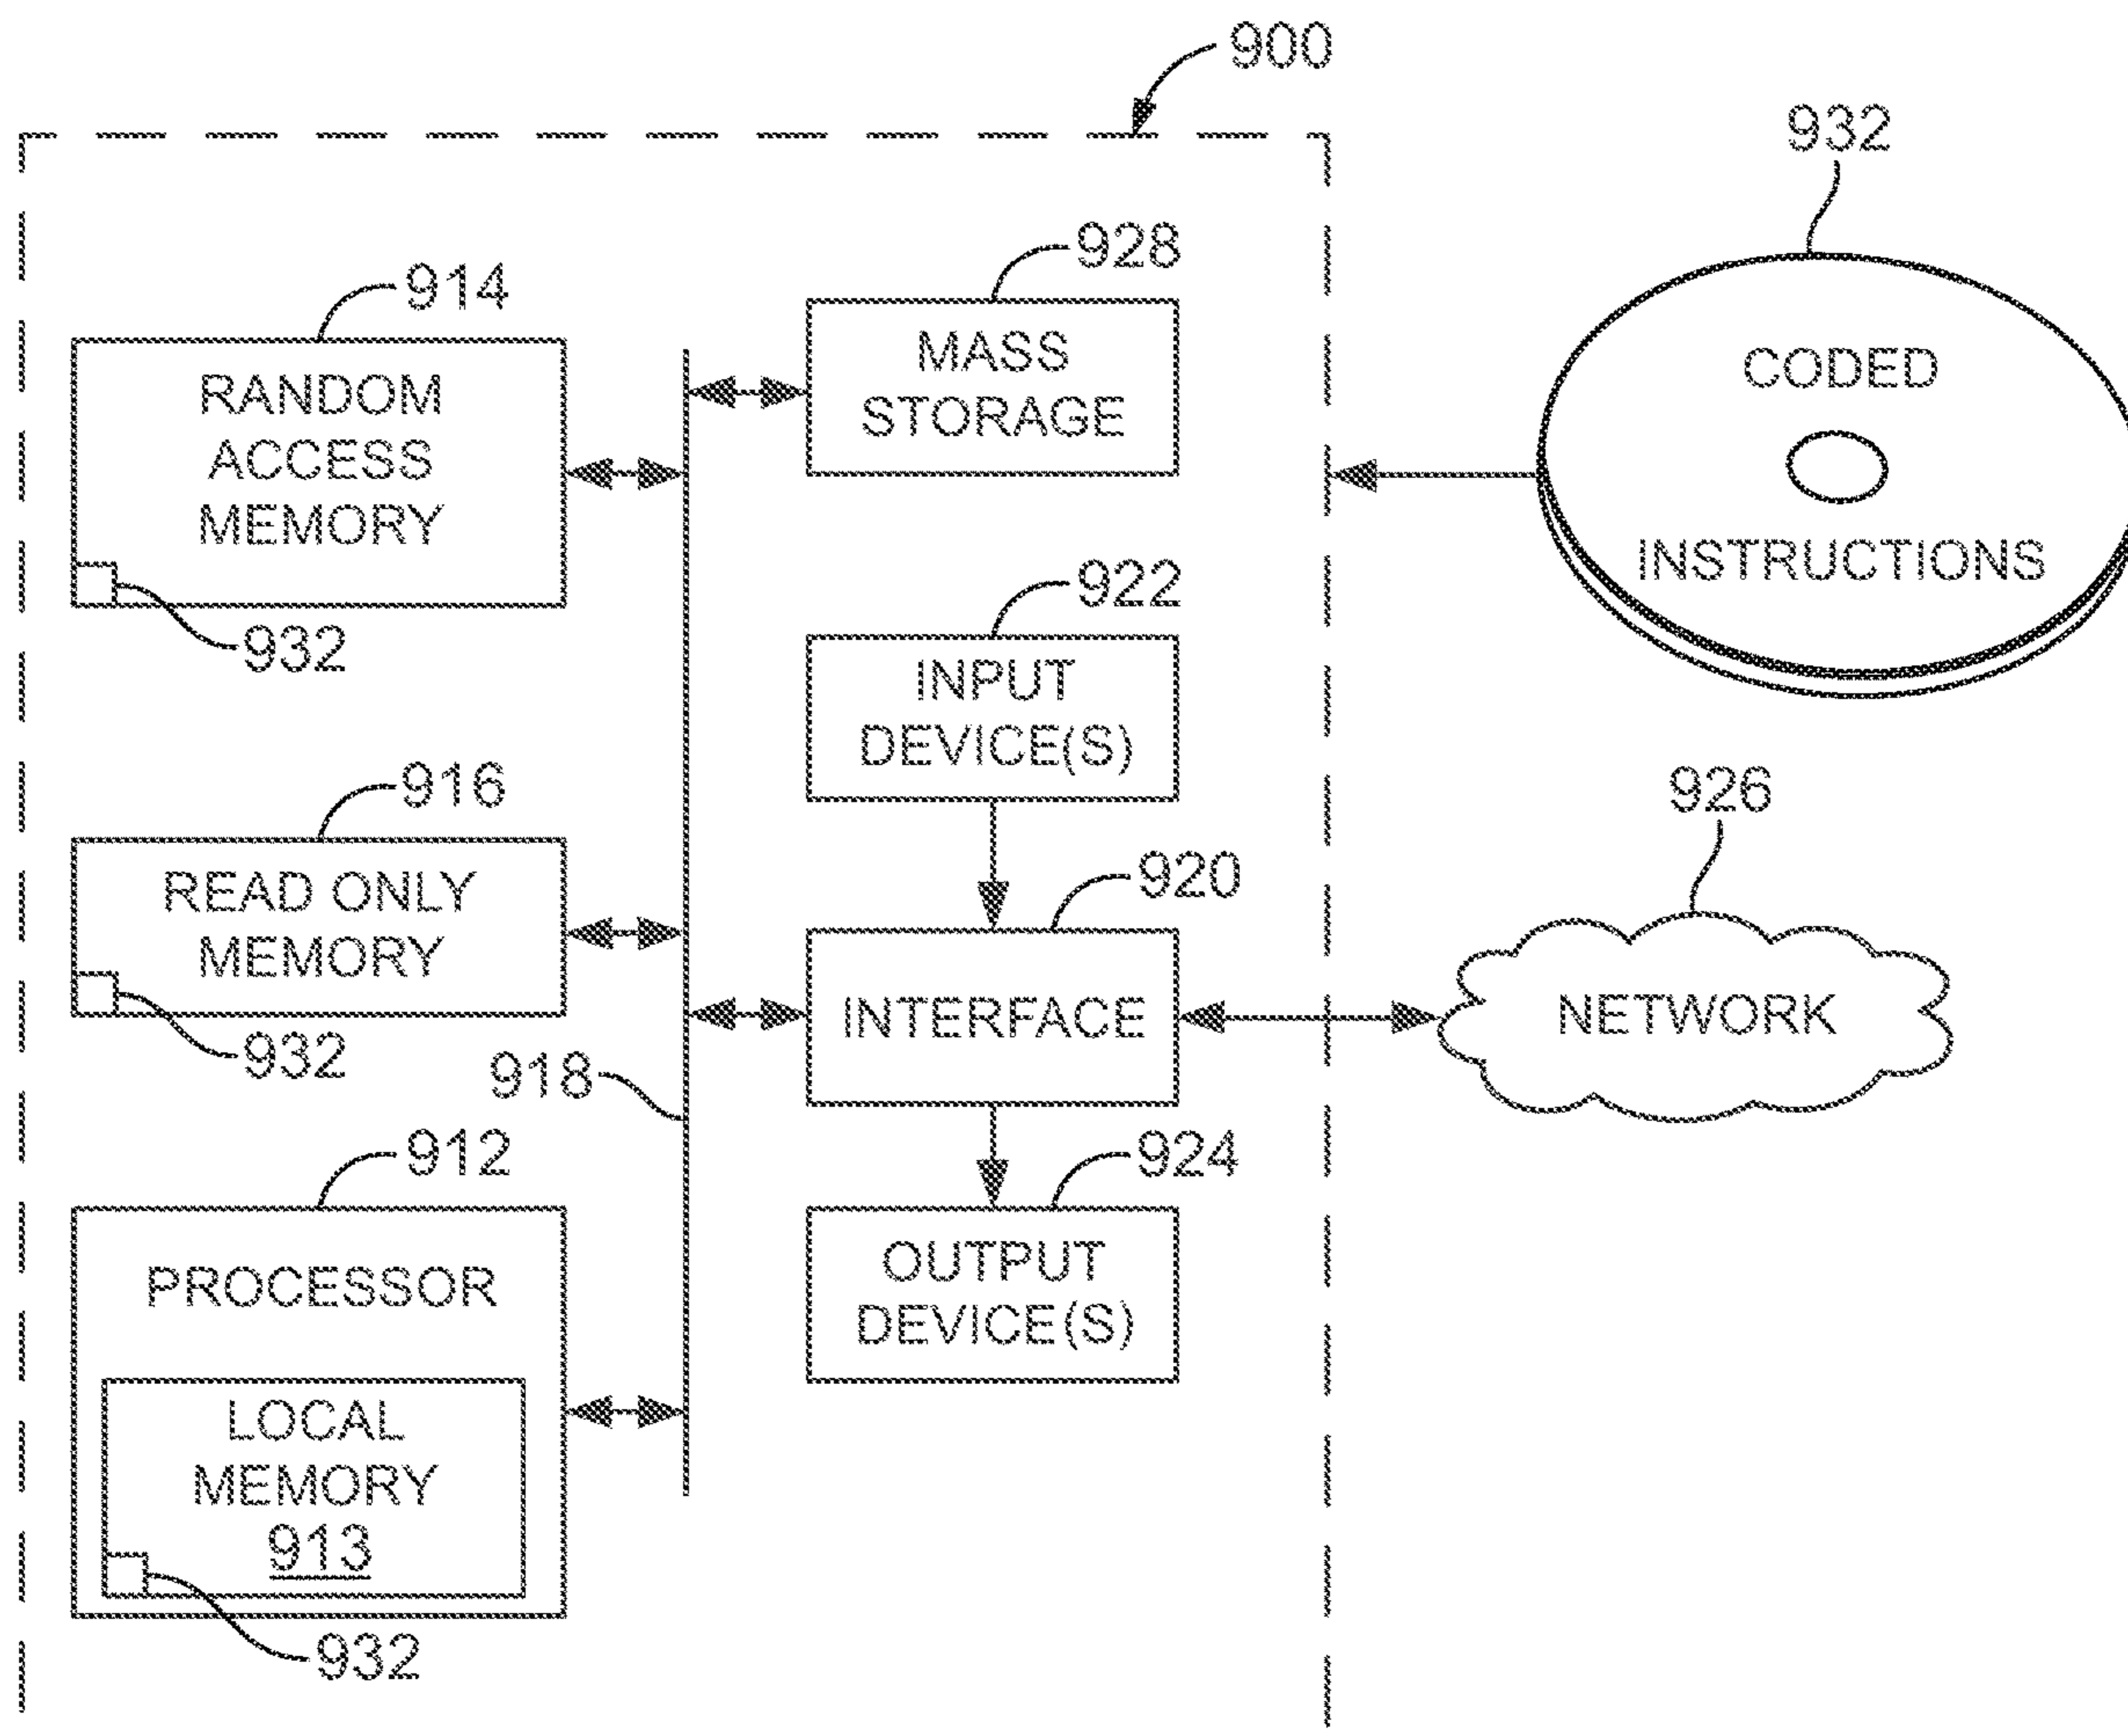 900
932
914
RANDOM
ACCESS
MEMORY
932
928
MASS
STORAGE
CODED
INSTRUCTIONS
922
INPUT
DEVICE(S)
916
READ ONLY
MEMORY
932
920
INTERFACE
926
NETWORK
918
912
PROCESSOR
LOCAL
MEMORY
913
932
924
OUTPUT
DEVICE(S)